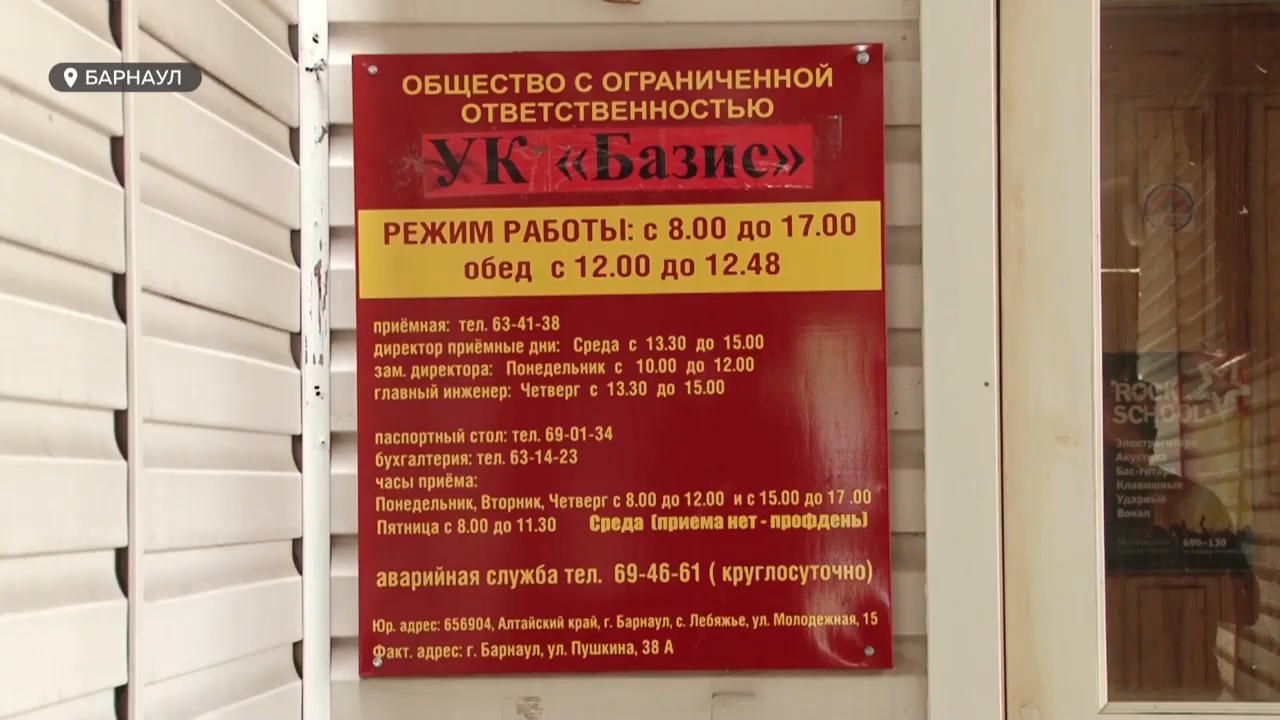 БАРНАУЛ
ОБЩЕСТВО С ОГРАНИЧЕННОЙ
ОТВЕТСТВЕННОСТЬЮ
УК «Базис»
РЕЖИМ РАБОТЫ: с 8.00 до 17.00
обед с 12.00 до 12.48
приёмная: тел. 63-41-38
директор приёмные дни: Среда с 13.30 до 15.00
зам. директора: Понедельник с 10.00 до 12.00
главный инженер: Четверг с 13.30 до 15.00
паспортный стол: тел. 69-01-34
бухгалтерия: тел. 63-14-23
часы приёма:
Понедельник, Вторник, Четверг с 8.00 до 12.00 и с 15.00 до 17 .00
Пятница с 8.00 до 11.30 Среда (приема нет - профдень)
аварийная служба тел. 69-46-61 ( круглосуточно)
Юр. адрес: 656904, Алтайский край, г. Барнаул, с. Лебяжье, ул. Молодежная, 15
Факт. адрес: г. Барнаул, ул. Пушкина, 38 А
ROCK
SCHOOL
Электрогитара
Акустика
Бас-гитара
Клавишные
Ударные
Вокал
690-130